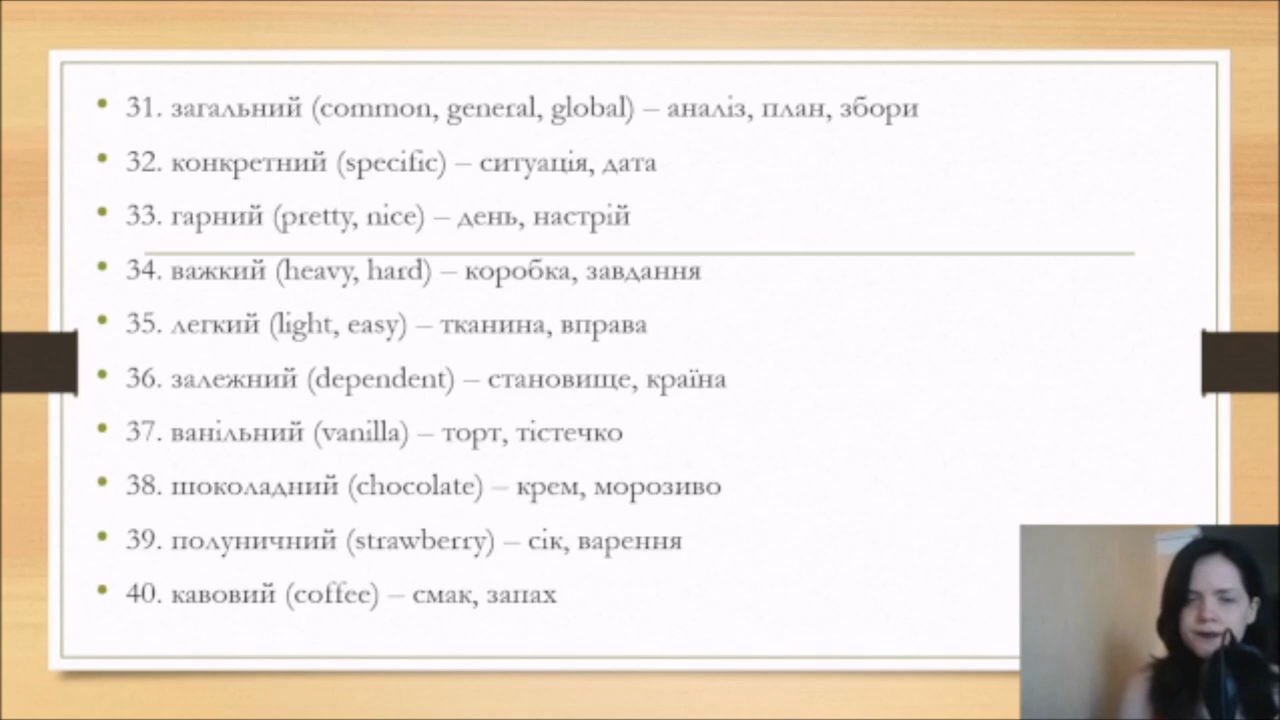 31. загальний (common, general, global) – аналіз, план, збори
32. конкретний (specific) – ситуація, дата
33. гарний (pretty, nice) – день, настрій
34. важкий (heavy, hard) – коробка, завдання
35. легкий (light, easy) – тканина, вправа
36. залежний (dependent) – становище, країна
37. ванільний (vanilla) – торт, тістечко
38. шоколадний (chocolate) – крем, морозиво
39. полуничний (strawberry) – сік, варення
40. кавовий (coffee) – смак, запах